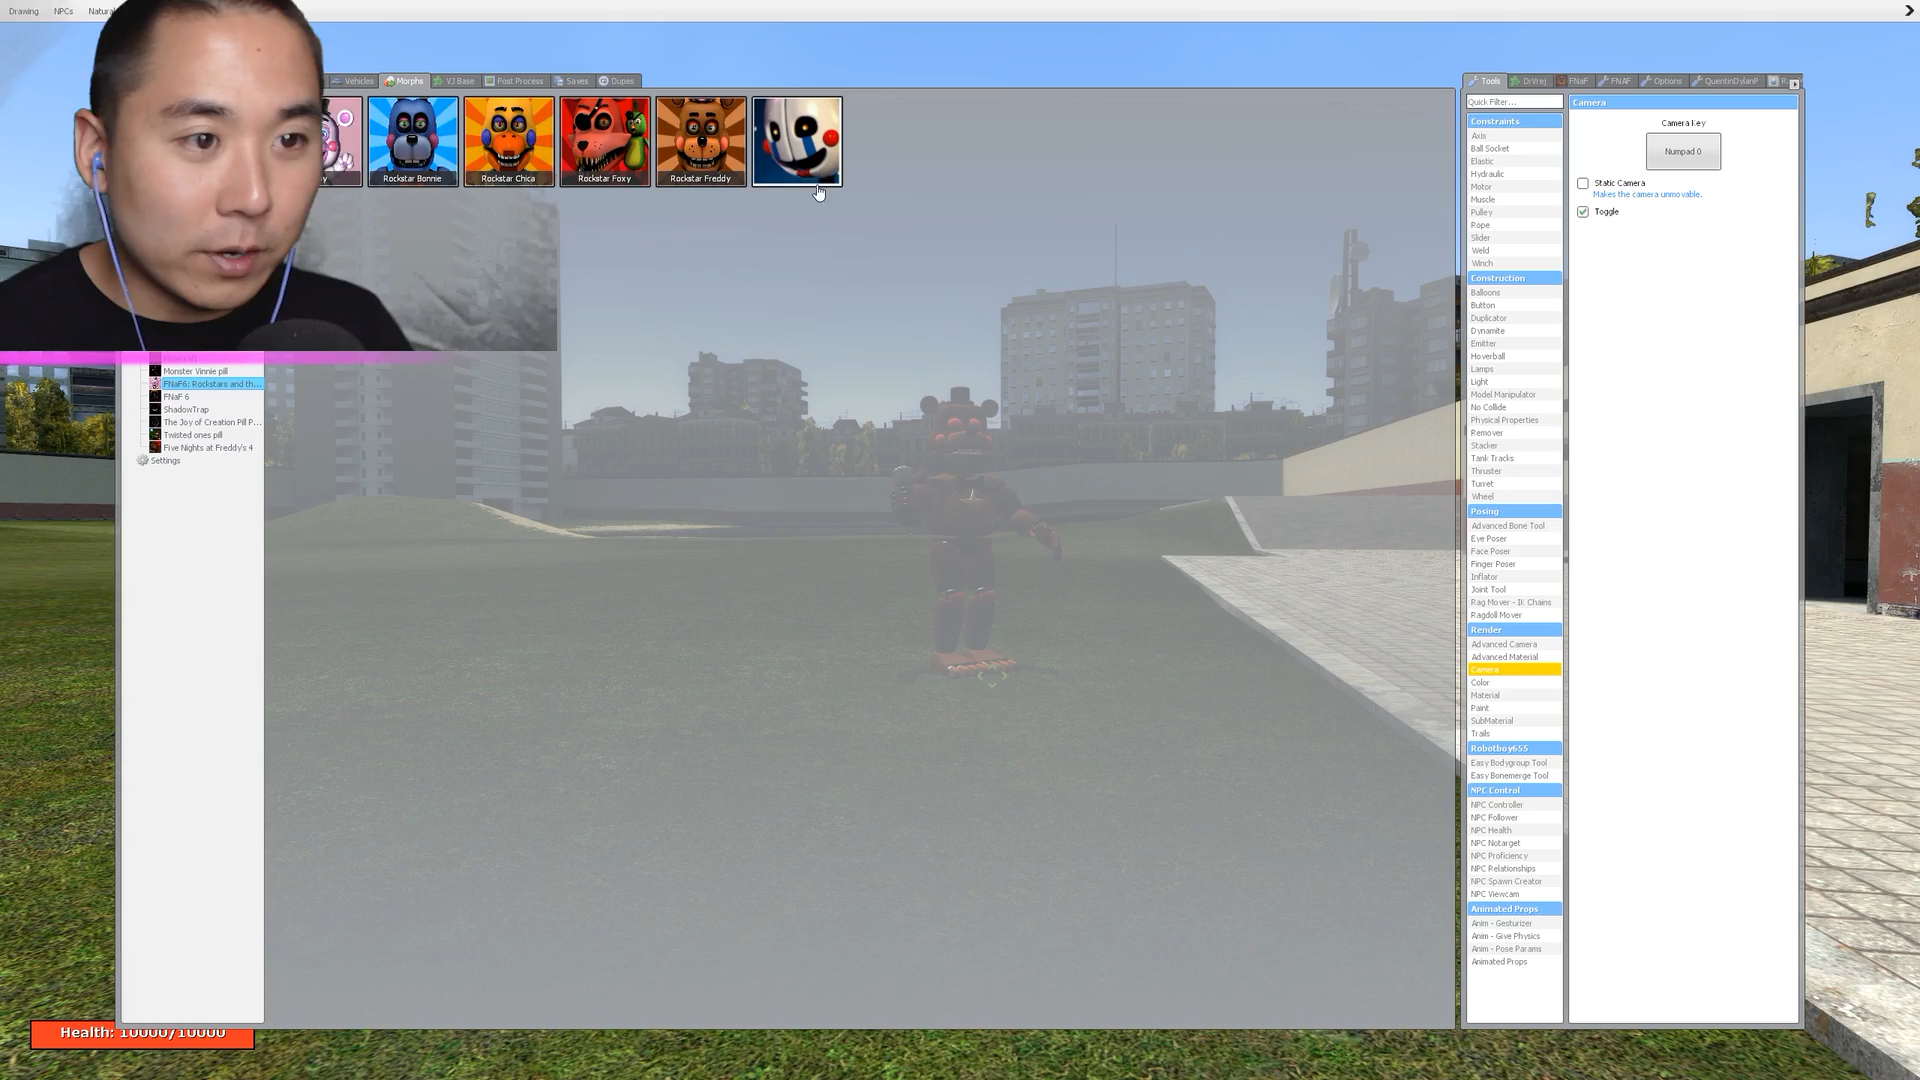 Drawing NPCs
Vehicles Morphs VJ Base Post Process Saves Dupes
Rockstar Bonnie
Rockstar Chica
Rockstar Foxy
Rockstar Freddy
Monster Vinnie pill
FNaF6: Rockstars and th...
FNaF 6
ShadowTrap
The Joy of Creation Pill P...
Twisted ones pill
Five Nights at Freddy's 4
Settings
Health: 10000/10000
Tools DrVrej FNaF FNAF Options QuentinDylanP
Quick Filter...
Constraints
Axis
Ball Socket
Elastic
Hydraulic
Motor
Muscle
Pulley
Rope
Slider
Weld
Winch
Construction
Balloons
Button
Duplicator
Dynamite
Emitter
Hoverball
Lamps
Light
Model Manipulator
No Collide
Physical Properties
Remover
Stacker
Tank Tracks
Thruster
Turret
Wheel
Posing
Advanced Bone Tool
Eye Poser
Face Poser
Finger Poser
Inflator
Joint Tool
Rag Mover - IK Chains
Ragdoll Mover
Render
Advanced Camera
Advanced Material
Camera
Color
Material
Paint
SubMaterial
Trails
Robotboy655
Easy Bodygroup Tool
Easy Bonemerge Tool
NPC Control
NPC Controller
NPC Follower
NPC Health
NPC Notarget
NPC Proficiency
NPC Relationships
NPC Spawn Creator
NPC Viewcam
Animated Props
Anim - Gesturizer
Anim - Give Physics
Anim - Pose Params
Animated Props
Camera
Camera Key
Numpad 0
Static Camera
Makes the camera unmovable.
Toggle